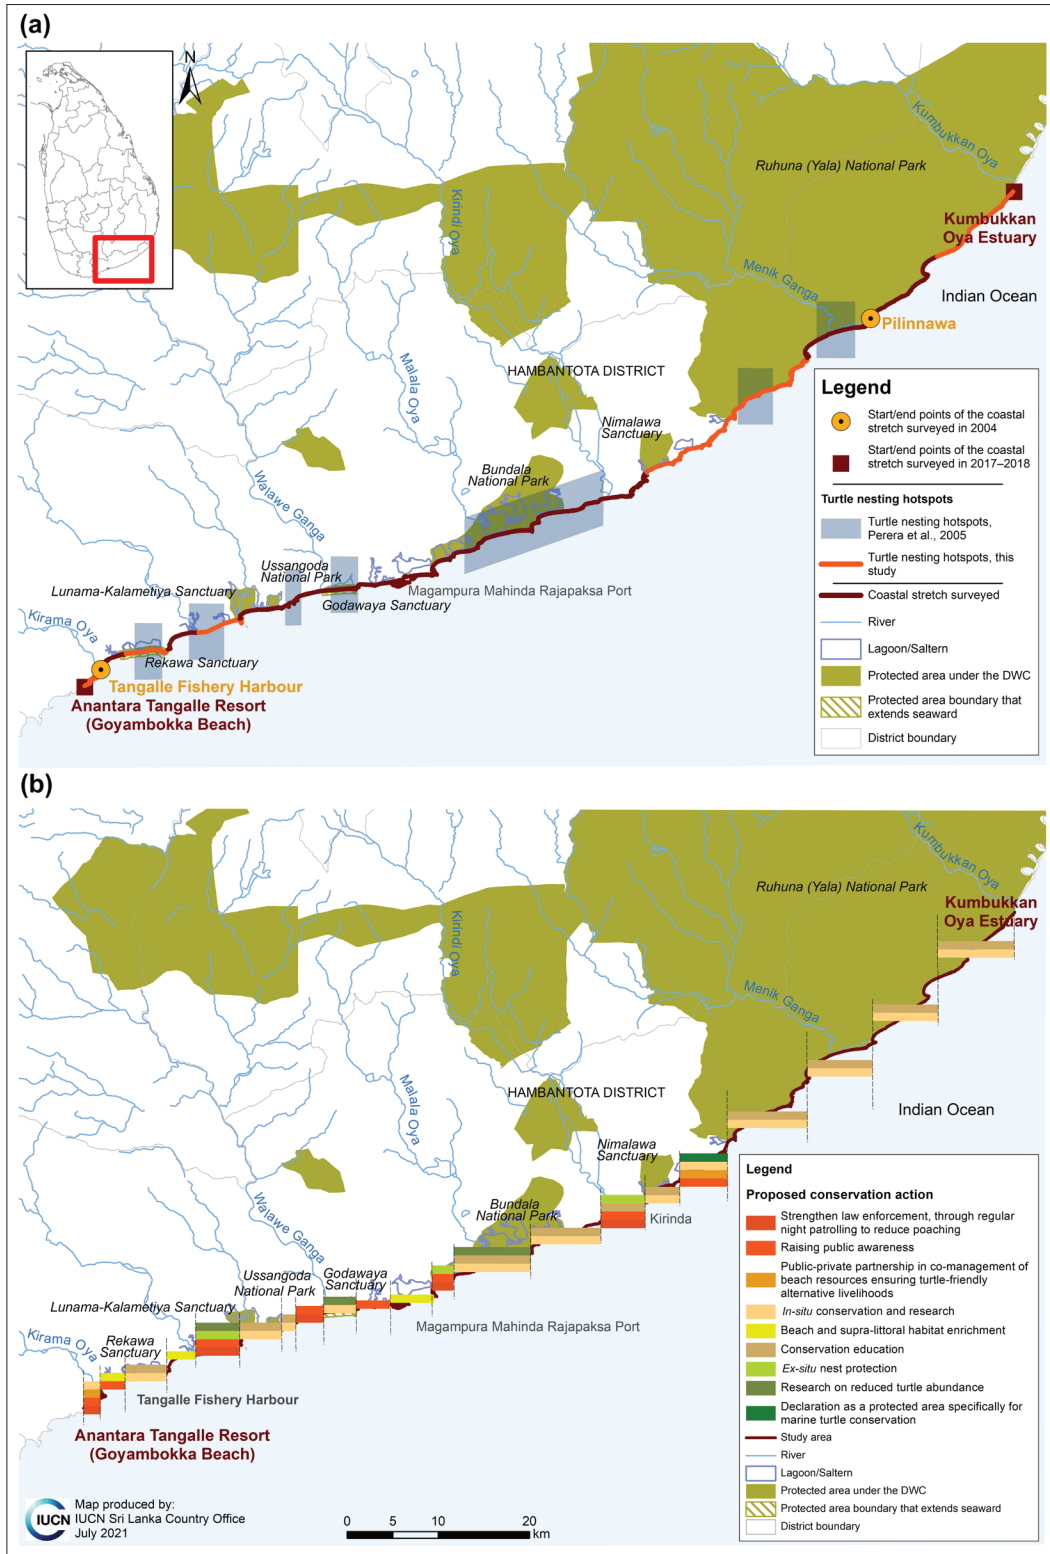 (a)
N
Ruhuna (Yala) National Park
Kumbukkan Oya
Kumbukkan
Oya Estuary
Kirindi Oya
Menik Ganga
Indian Ocean
Pilinnawa
Malala Oya
HAMBANTOTA DISTRICT
Nimalawa
Sanctuary
Bundala
National Park
Walawe Ganga
Ussangoda
National Park
Lunama-Kalametiya Sanctuary
Magampura Mahinda Rajapaksa Port
Godawaya Sanctuary
Kirama Oya
Rekawa Sanctuary
Tangalle Fishery Harbour
Anantara Tangalle Resort
(Goyambokka Beach)
Legend
Start/end points of the coastal
stretch surveyed in 2004
Start/end points of the coastal
stretch surveyed in 2017–2018
Turtle nesting hotspots
Turtle nesting hotspots,
Perera et al., 2005
Turtle nesting hotspots, this
study
Coastal stretch surveyed
River
Lagoon/Saltern
Protected area under the DWC
Protected area boundary that
extends seaward
District boundary
(b)
Kumbukkan Oya
Ruhuna (Yala) National Park
Kumbukkan
Oya Estuary
Kirindi Oya
Menik Ganga
Malala Oya
HAMBANTOTA DISTRICT
Indian Ocean
Nimalawa
Sanctuary
Bundala
National Park
Kirinda
Walawe Ganga
Godawaya
Sanctuary
Ussangoda
National Park
Lunama-Kalametiya Sanctuary
Magampura Mahinda Rajapaksa Port
Kirama Oya
Rekawa
Sanctuary
Tangalle Fishery Harbour
Anantara Tangalle Resort
(Goyambokka Beach)
Legend
Proposed conservation action
Strengthen law enforcement, through regular
night patrolling to reduce poaching
Raising public awareness
Public-private partnership in co-management of
beach resources ensuring turtle-friendly
alternative livelihoods
In-situ conservation and research
Beach and supra-littoral habitat enrichment
Conservation education
Ex-situ nest protection
Research on reduced turtle abundance
Declaration as a protected area specifically for
marine turtle conservation
Study area
River
Lagoon/Saltern
Protected area under the DWC
Protected area boundary that extends seaward
District boundary
IUCN
Map produced by:
IUCN Sri Lanka Country Office
July 2021
0 5 10 20
km